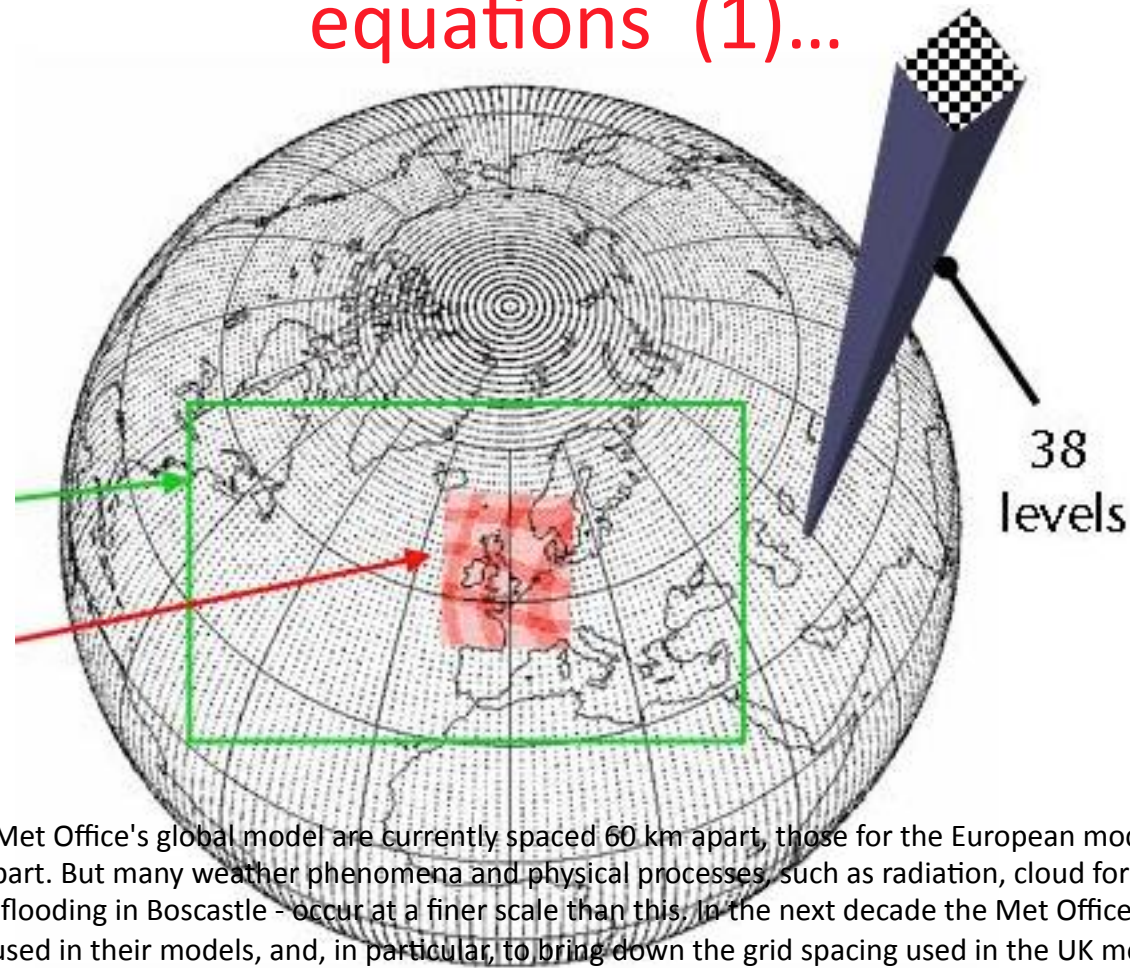 equations (1)...
38
levels
Met Office's global model are currently spaced 60 km apart, those for the European mod
part. But many weather phenomena and physical processes, such as radiation, cloud for
flooding in Boscastle - occur at a finer scale than this. In the next decade the Met Office
used in their models, and, in particular, to bring down the grid spacing used in the UK mo